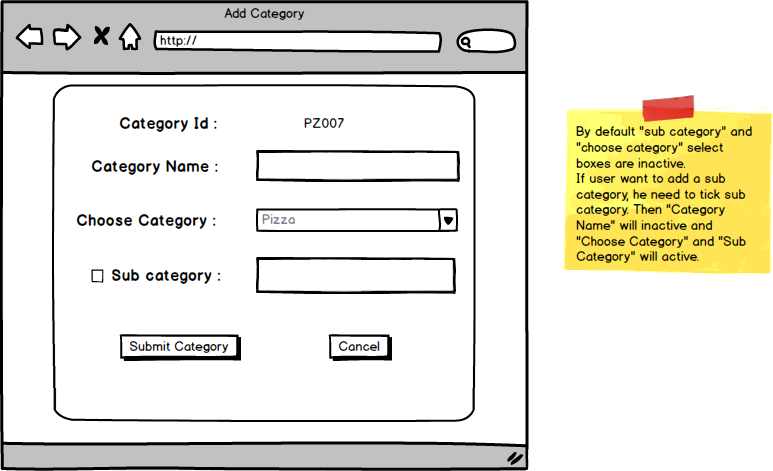 Add Category
http://
Category Id :
PZ007
Category Name :
Choose Category :
Pizza
Sub category :
Submit Category
Cancel
By default "sub category" and
"choose category" select
boxes are inactive.
If user want to add a sub
category, he need to tick sub
category. Then "Category
Name" will inactive and
"Choose Category" and "Sub
Category" will active.